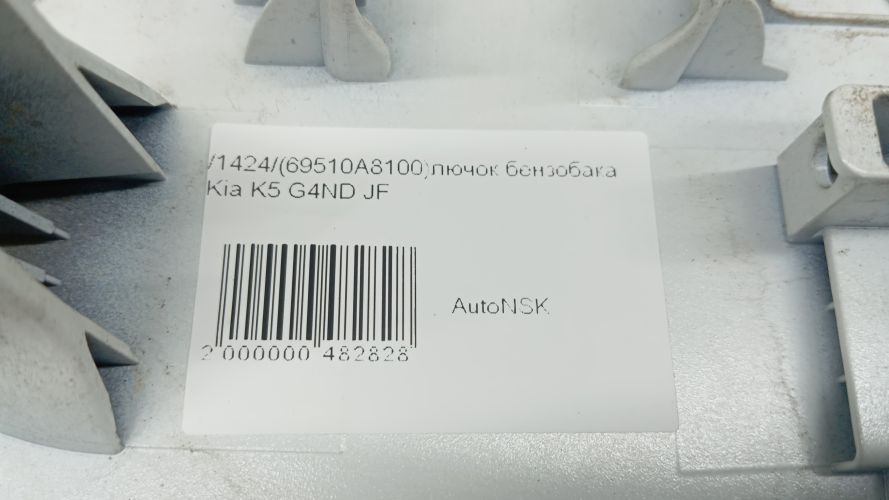 /1424/(69510A8100)лючок бензобака
Kia K5 G4ND JF
AutoNSK
2 000000 482828